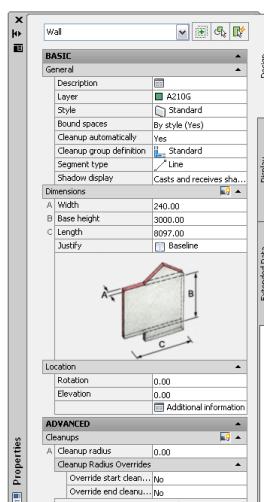 Wall
BASIC
General
Description
Layer A210G
Style Standard
Bound spaces By style (Yes)
Cleanup automatically Yes
Cleanup group definition Standard
Segment type Line
Shadow display Casts and receives sha...
Dimensions
A Width 240.00
B Base height 3000.00
C Length 8097.00
Justify Baseline
A
B
C
Location
Rotation 0.00
Elevation 0.00
Additional information
ADVANCED
Cleanups
A Cleanup radius 0.00
Cleanup Radius Overrides
Override start clean... No
Override end cleanu... No
Properties
Design
Display
Extended Data